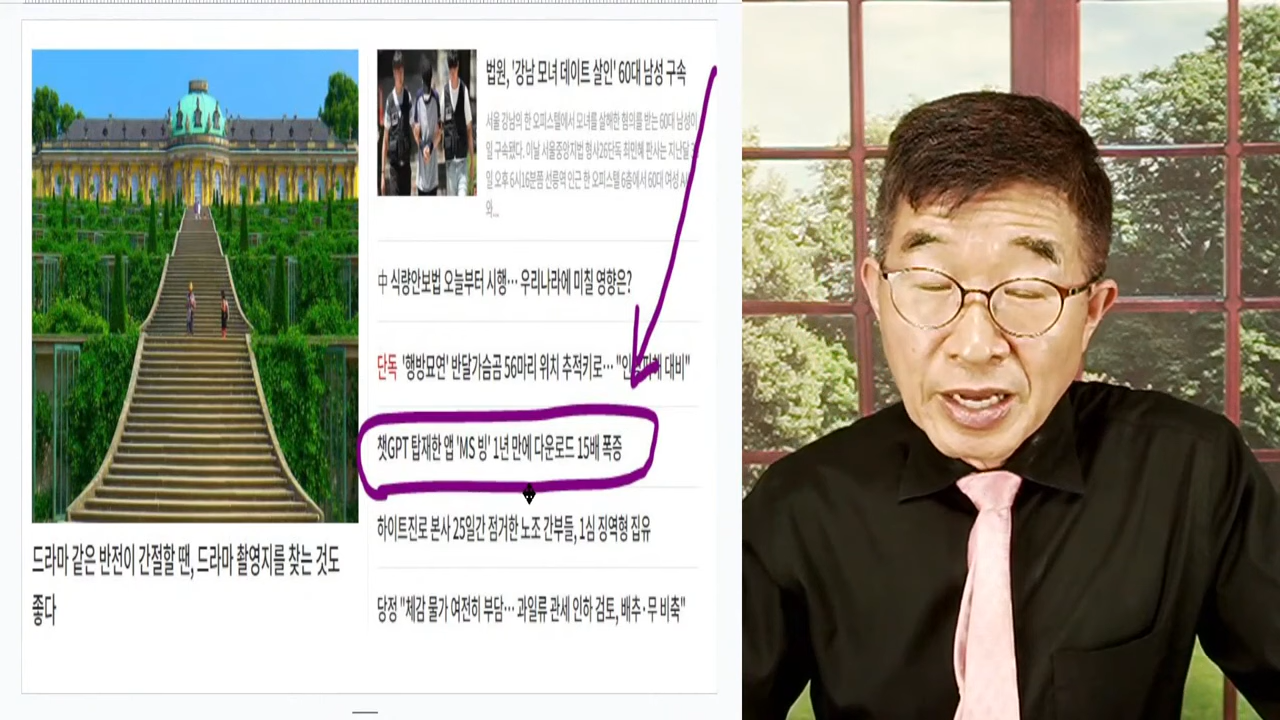 법원, '강남 모녀 데이트 살인' 60대 남성 구속
서울 강남의 한 오피스텔에서 모녀를 살해한 혐의를 받는 60대 남성이
일 구속됐다. 이날 서울중앙지법 형사26단독 최민혜 판사는 지난달
일 오후 6시16분쯤 선릉역 인근 한 오피스텔 6층에서 60대 여성
와...
中 식량안보법 오늘부터 시행… 우리나라에 미칠 영향은?
단독 '행방묘연' 반달가슴곰 56마리 위치 추적키로… 대비"
챗GPT 탑재한 앱 'MS 빙' 1년 만에 다운로드 15배 폭증
하이트진로 본사 25일간 점거한 노조 간부들, 1심 징역형 집유
당정 "체감 물가 여전히 부담… 과일류 관세 인하 검토, 배추·무 비축"
드라마 같은 반전이 간절할 땐, 드라마 촬영지를 찾는 것도
좋다